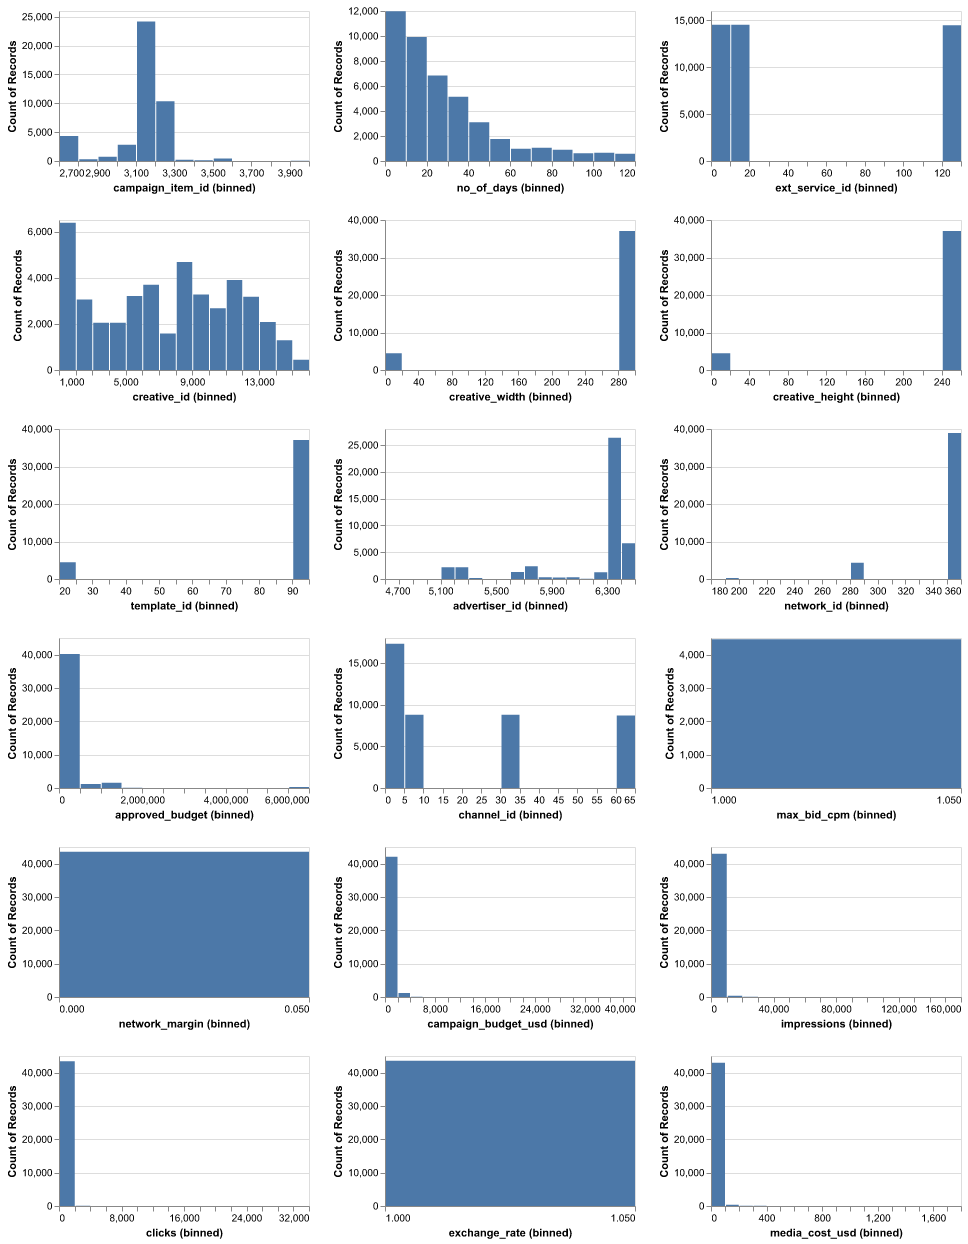 25,000
20,000
15,000
10,000
5,000
0
Count of Records
2,700 2,900 3,100 3,300 3,500 3,700 3,900
campaign_item_id (binned)
12,000
10,000
8,000
6,000
4,000
2,000
0
Count of Records
0 20 40 60 80 100 120
no_of_days (binned)
15,000
10,000
5,000
0
Count of Records
0 20 40 60 80 100 120
ext_service_id (binned)
6,000
4,000
2,000
0
Count of Records
1,000 5,000 9,000 13,000
creative_id (binned)
40,000
30,000
20,000
10,000
0
Count of Records
0 40 80 120 160 200 240 280
creative_width (binned)
40,000
30,000
20,000
10,000
0
Count of Records
0 40 80 120 160 200 240
creative_height (binned)
40,000
30,000
20,000
10,000
0
Count of Records
20 30 40 50 60 70 80 90
template_id (binned)
25,000
20,000
15,000
10,000
5,000
0
Count of Records
4,700 5,100 5,500 5,900 6,300
advertiser_id (binned)
40,000
30,000
20,000
10,000
0
Count of Records
180 200 220 240 260 280 300 320 340 360
network_id (binned)
40,000
30,000
20,000
10,000
0
Count of Records
0 2,000,000 4,000,000 6,000,000
approved_budget (binned)
15,000
10,000
5,000
0
Count of Records
0 5 10 15 20 25 30 35 40 45 50 55 60 65
channel_id (binned)
4,000
3,000
2,000
1,000
0
Count of Records
1.000 1.050
max_bid_cpm (binned)
40,000
30,000
20,000
10,000
0
Count of Records
0.000 0.050
network_margin (binned)
40,000
30,000
20,000
10,000
0
Count of Records
0 8,000 16,000 24,000 32,000 40,000
campaign_budget_usd (binned)
40,000
30,000
20,000
10,000
0
Count of Records
0 40,000 80,000 120,000 160,000
impressions (binned)
40,000
30,000
20,000
10,000
0
Count of Records
0 8,000 16,000 24,000 32,000
clicks (binned)
40,000
30,000
20,000
10,000
0
Count of Records
1.000 1.050
exchange_rate (binned)
40,000
30,000
20,000
10,000
0
Count of Records
0 400 800 1,200 1,600
media_cost_usd (binned)